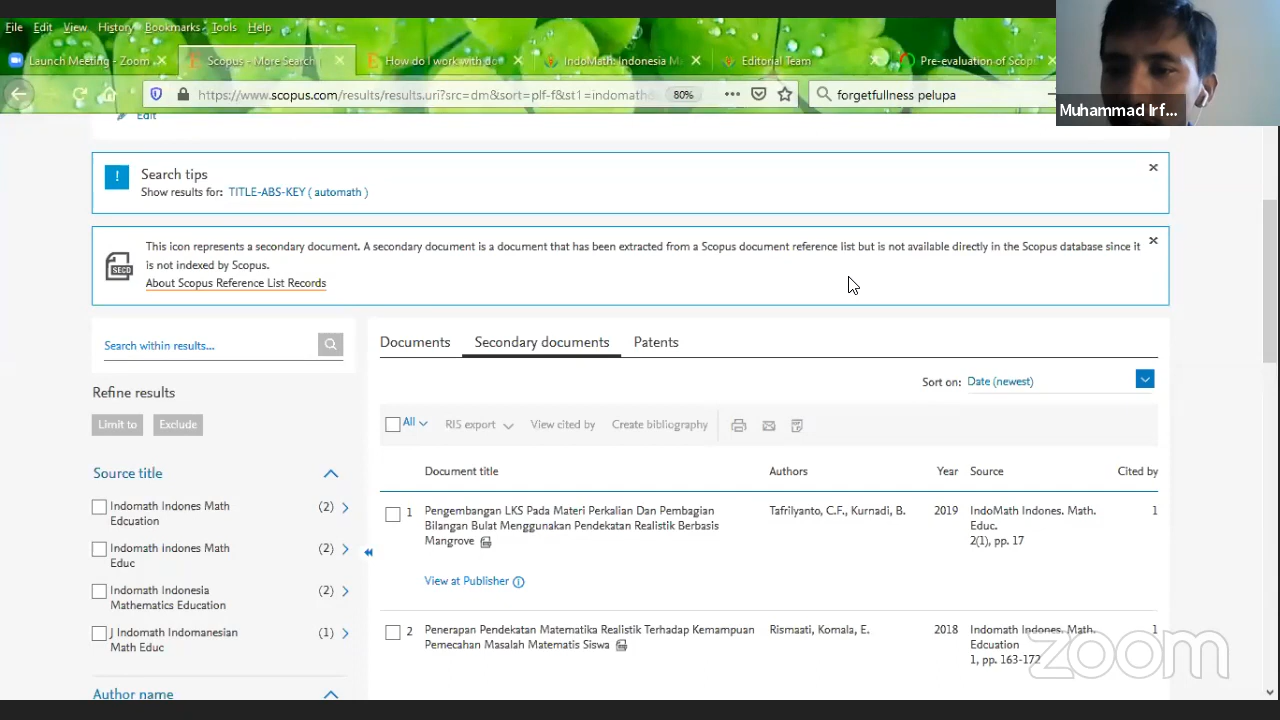 File Edit View History Bookmarks Tools Help
Launch Meeting - Zoom
Scopus - More Search
How do I work with do
IndoMath: Indonesia M
Editorial Team
Pre-evaluation of Scop
https://www.scopus.com/results/results.uri?src=dm&sort=plf-f&st1=indomath
80%
forgetfullness pelupa
Muhammad Irf...
Edit
Search tips
Show results for: TITLE-ABS-KEY ( automath )
This icon represents a secondary document. A secondary document is a document that has been extracted from a Scopus document reference list but is not available directly in the Scopus database since it
is not indexed by Scopus.
SECD
About Scopus Reference List Records
Search within results...
Refine results
Limit to Exclude
Source title
Indomath Indones Math
Edcuation
(2)
Indomath Indones Math
Educ
(2)
Indomath Indonesia
Mathematics Education
(2)
J Indomath Indomanesian
Math Educ
(1)
Author name
Documents Secondary documents Patents
Sort on: Date (newest)
All RIS export View cited by Create bibliography
Document title Authors Year Source Cited by
1 Pengembangan LKS Pada Materi Perkalian Dan Pembagian
Bilangan Bulat Menggunakan Pendekatan Realistik Berbasis
Mangrove
Tafrilyanto, C.F., Kurnadi, B.
2019
IndoMath Indones. Math.
Educ.
2(1), pp. 17
1
View at Publisher
2 Penerapan Pendekatan Matematika Realistik Terhadap Kemampuan
Pemecahan Masalah Matematis Siswa
Rismaati, Komala, E.
2018
Indomath Indones. Math.
Edcuation
1, pp. 163-172
1
zoom